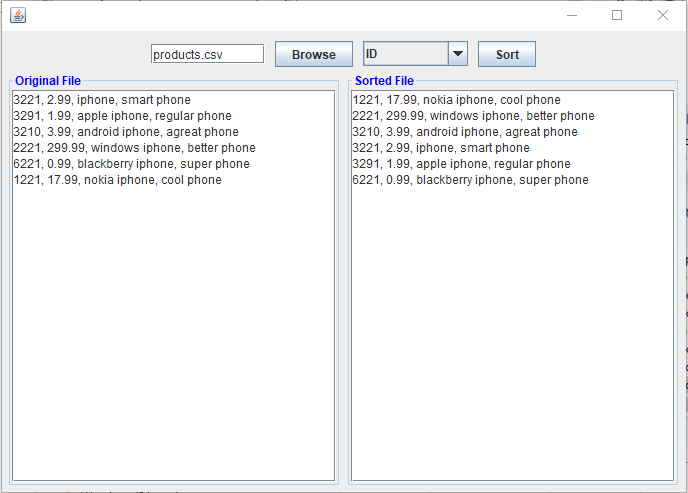 products.csv Browse ID Sort
Original File
3221, 2.99, iphone, smart phone
3291, 1.99, apple iphone, regular phone
3210, 3.99, android iphone, agreat phone
2221, 299.99, windows iphone, better phone
6221, 0.99, blackberry iphone, super phone
1221, 17.99, nokia iphone, cool phone
Sorted File
1221, 17.99, nokia iphone, cool phone
2221, 299.99, windows iphone, better phone
3210, 3.99, android iphone, agreat phone
3221, 2.99, iphone, smart phone
3291, 1.99, apple iphone, regular phone
6221, 0.99, blackberry iphone, super phone